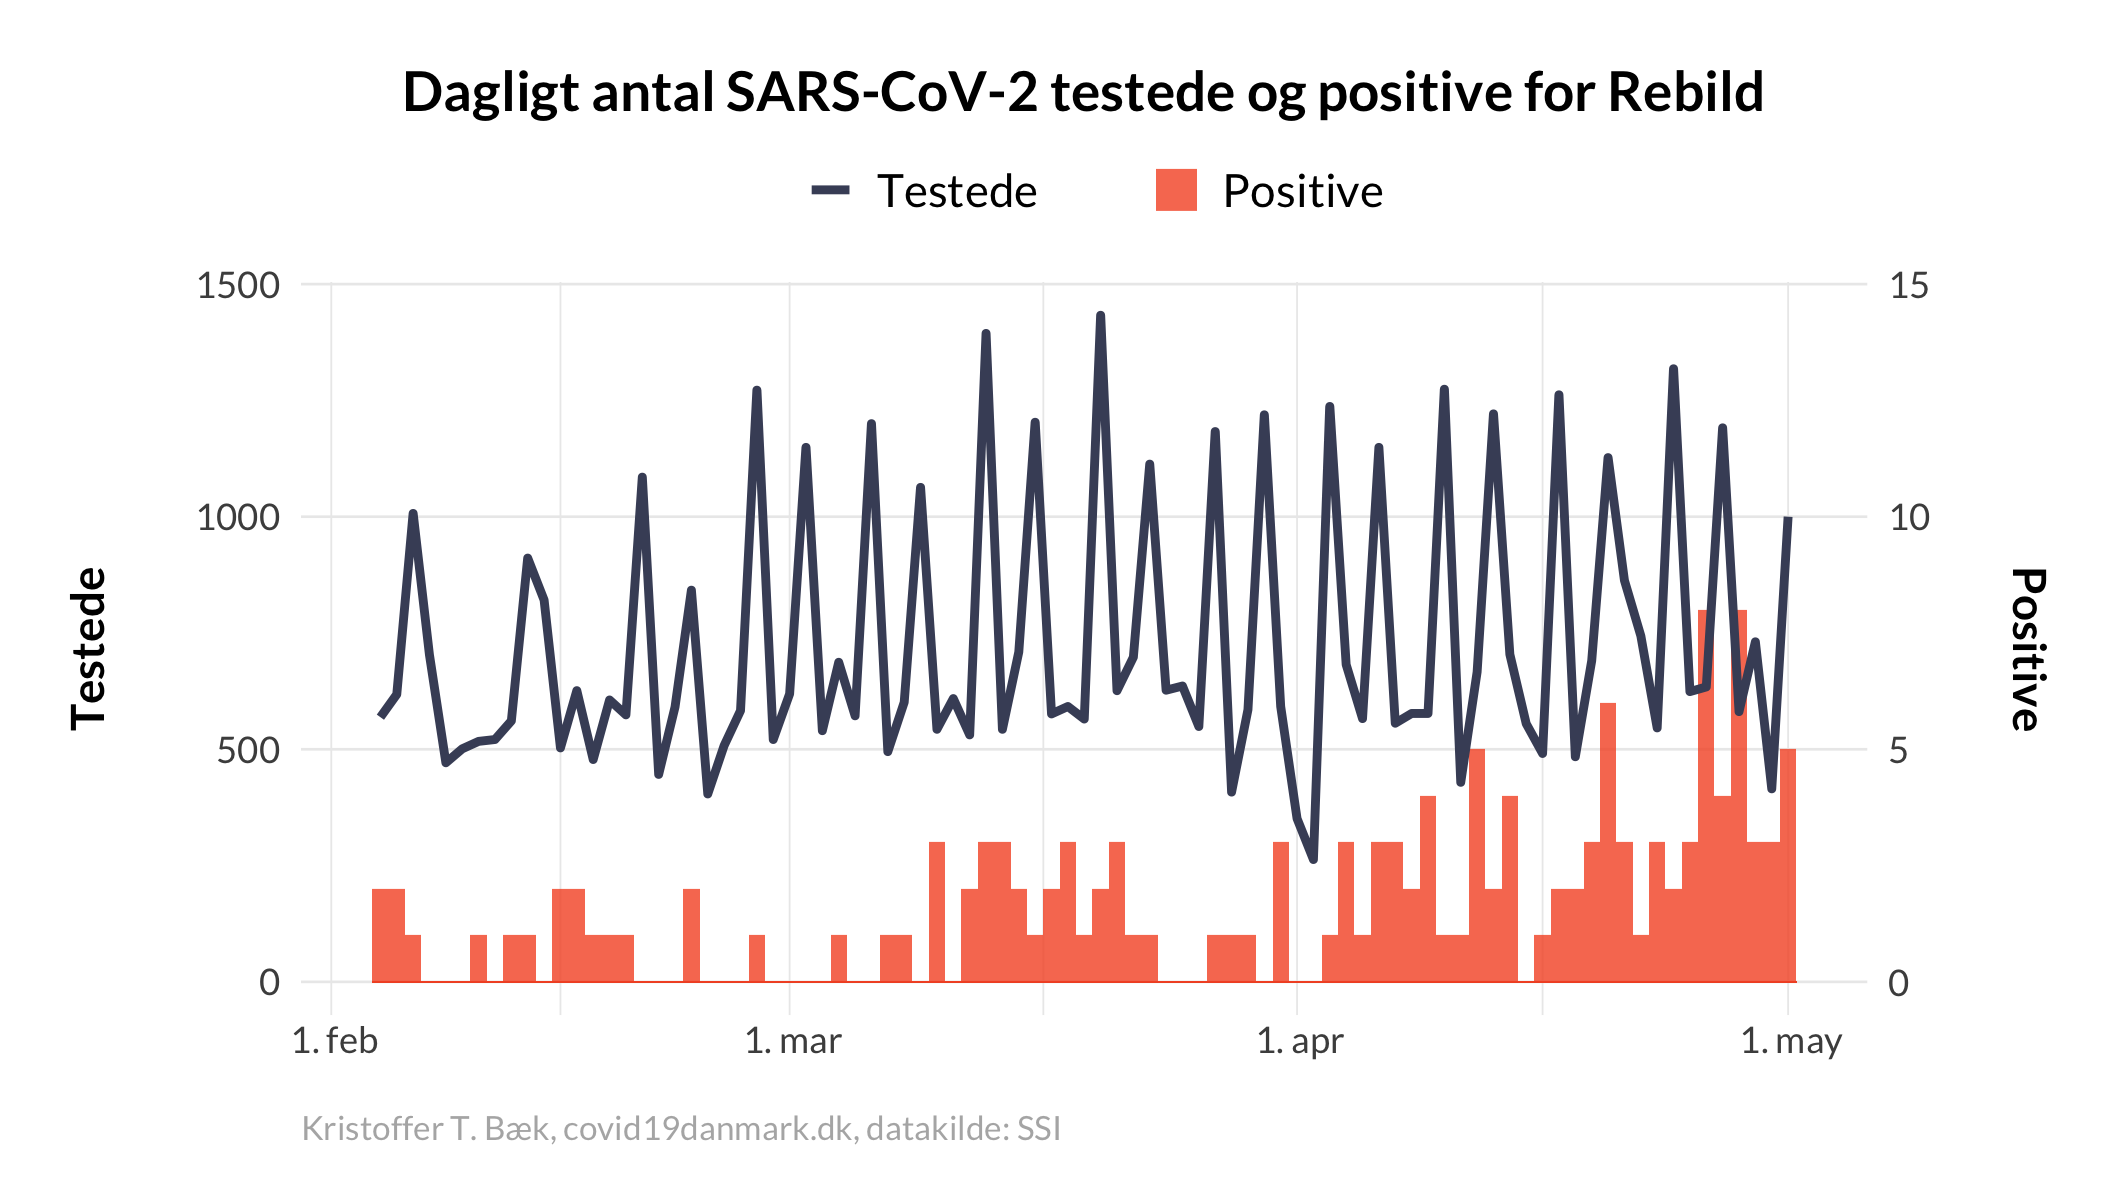 Dagligt antal SARS-CoV-2 testede og positive for Rebild
Testede
Positive
1500
1000
500
0
15
10
5
0
Testede
Positive
1. feb
1. mar
1. apr
1. may
Kristoffer T. Bæk, covid19danmark.dk, datakilde: SSI